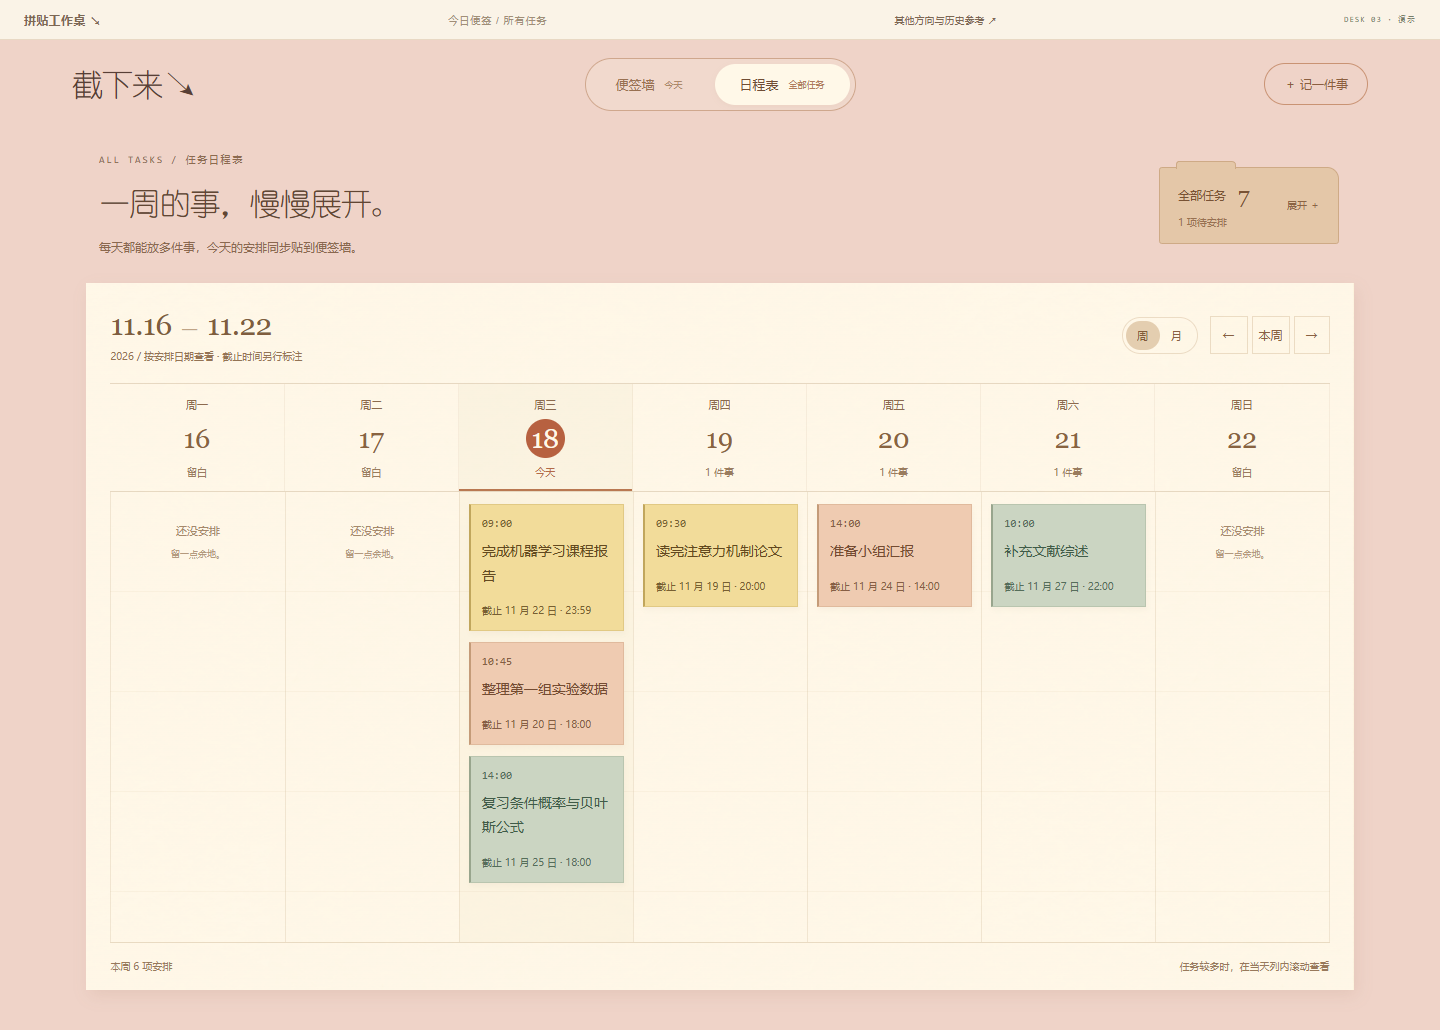 拼贴工作桌 ↘
今日便签 / 所有任务
其他方向与历史参考 ↗
DESK 03 · 演示
截下来↘
便签墙 今天
日程表 全部任务
+ 记一件事
ALL TASKS / 任务日程表
一周的事，慢慢展开。
每天都能放多件事，今天的安排同步贴到便签墙。
全部任务 7
1 项待安排
展开 +
11.16 — 11.22
2026 / 按安排日期查看 · 截止时间另行标注
周 月
← 本周 →
周一
16
留白
周二
17
留白
周三
18
今天
周四
19
1 件事
周五
20
1 件事
周六
21
1 件事
周日
22
留白
还没安排
留一点余地。
还没安排
留一点余地。
09:00
完成机器学习课程报
告
截止 11 月 22 日 · 23:59
10:45
整理第一组实验数据
截止 11 月 20 日 · 18:00
14:00
复习条件概率与贝叶
斯公式
截止 11 月 25 日 · 18:00
09:30
读完注意力机制论文
截止 11 月 19 日 · 20:00
14:00
准备小组汇报
截止 11 月 24 日 · 14:00
10:00
补充文献综述
截止 11 月 27 日 · 22:00
还没安排
留一点余地。
本周 6 项安排
任务较多时，在当天列内滚动查看